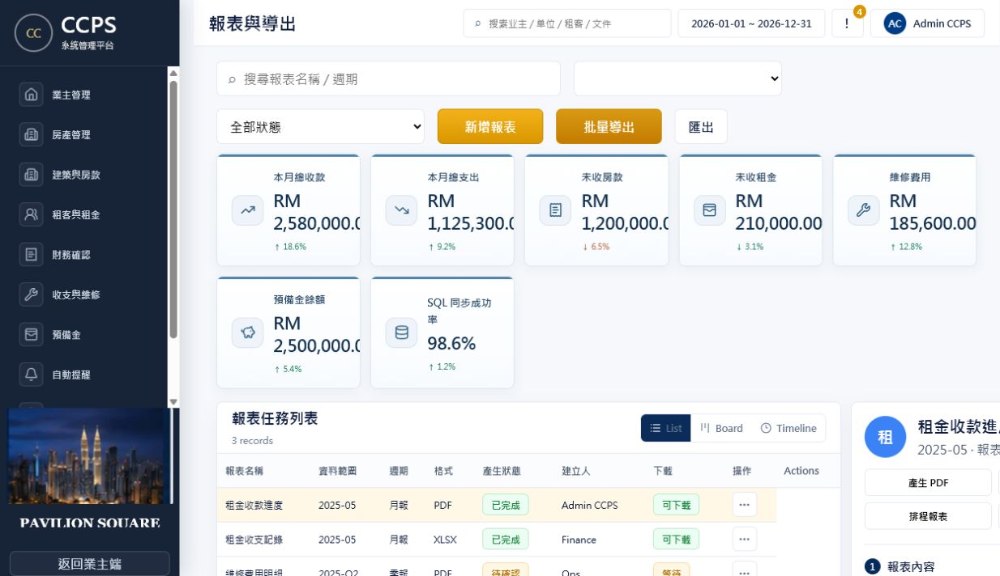 CC
CCPS
系統管理平台
業主管理
房產管理
建築與房款
租客與租金
財務確認
收支與維修
預備金
自動提醒
PAVILION SQUARE
返回業主端
報表與導出
搜索业主 / 单位 / 租客 / 文件
2026-01-01 ~ 2026-12-31
!
4
AC
Admin CCPS
搜尋報表名稱 / 週期
全部狀態
新增報表
批量導出
匯出
本月總收款
RM
2,580,000.0
↑ 18.6%
本月總支出
RM
1,125,300.0
↑ 9.2%
未收房款
RM
1,200,000.0
↓ 6.5%
未收租金
RM
210,000.00
↓ 3.1%
維修費用
RM
185,600.00
↑ 12.8%
預備金餘額
RM
2,500,000.0
↑ 5.4%
SQL 同步成功
率
98.6%
↑ 1.2%
報表任務列表
3 records
List
Board
Timeline
報表名稱 資料範圍 週期 格式 產生狀態 建立人 下載 操作 Actions
租金收款進度 2025-05 月報 PDF 已完成 Admin CCPS 可下載 ···
租金收支記錄 2025-05 月報 XLSX 已完成 Finance 可下載 ···
維修費用明細 2025-Q2 季報 PDF 待確認 Ops 等待 ···
租
租金收款進
2025-05 · 報表
產生 PDF
排程報表
1 報表內容